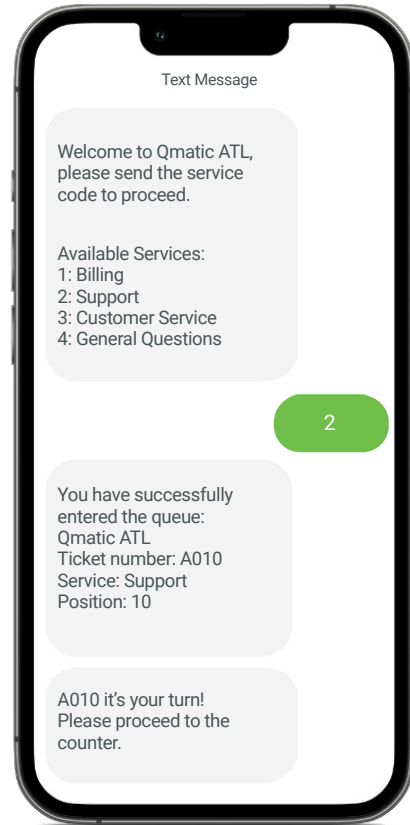 Text Message
Welcome to Qmatic ATL,
please send the service
code to proceed.
Available Services:
1: Billing
2: Support
3: Customer Service
4: General Questions
2
You have successfully
entered the queue:
Qmatic ATL
Ticket number: A010
Service: Support
Position: 10
A010 it’s your turn!
Please proceed to the
counter.